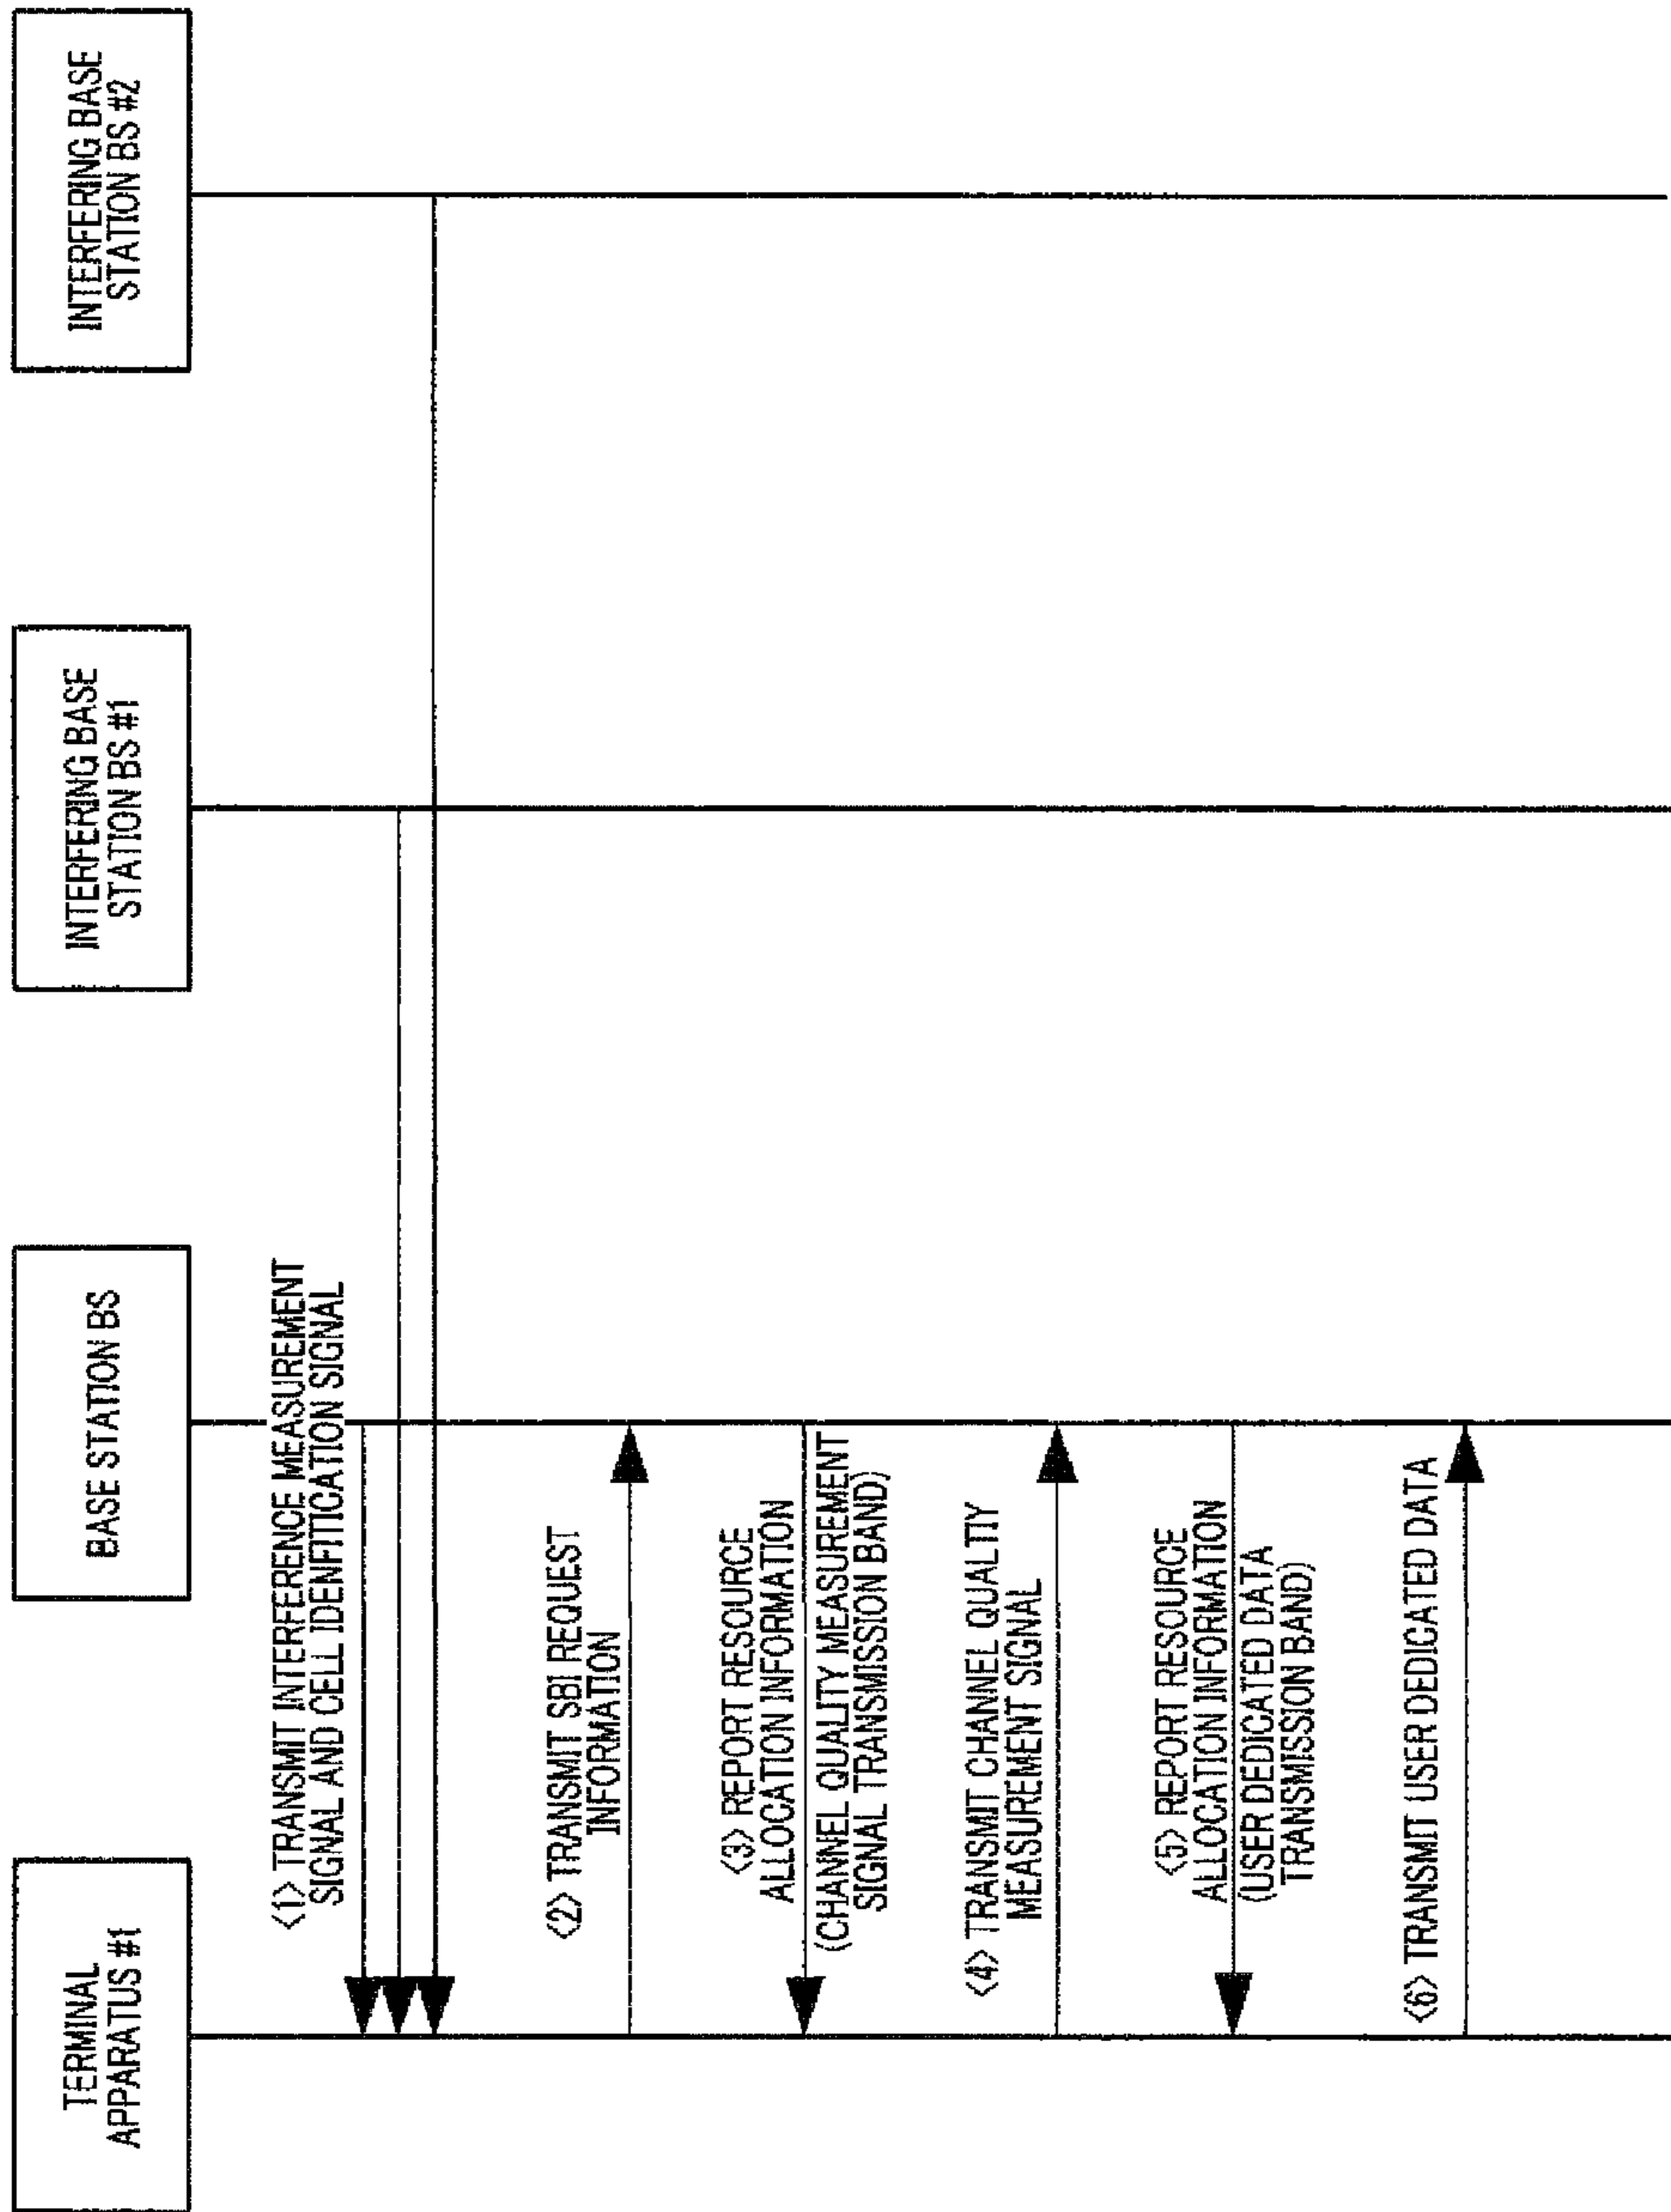 TERMINAL
APPARATUS #1
BASE STATION BS
INTERFERING BASE
STATION BS #1
INTERFERING BASE
STATION BS #2
<1> TRANSMIT INTERFERENCE MEASUREMENT
SIGNAL AND CELL IDENFITICATION SIGNAL
<2> TRANSMIT SBI REQUEST
INFORMATION
<3> REPORT RESOURCE
ALLOCATION INFORMATION
(CHANNEL QUALITY MEASUREMENT
SIGNAL TRANSMISSION BAND)
<4> TRANSMIT CHANNEL QUALTIY
MEASUREMENT SIGNAL
<5> REPORT RESOURCE
ALLOCATION INFORMATION
(USER DEDICATED DATA
TRANSMISSION BAND)
<6> TRANSMIT USER DEDICATED DATA